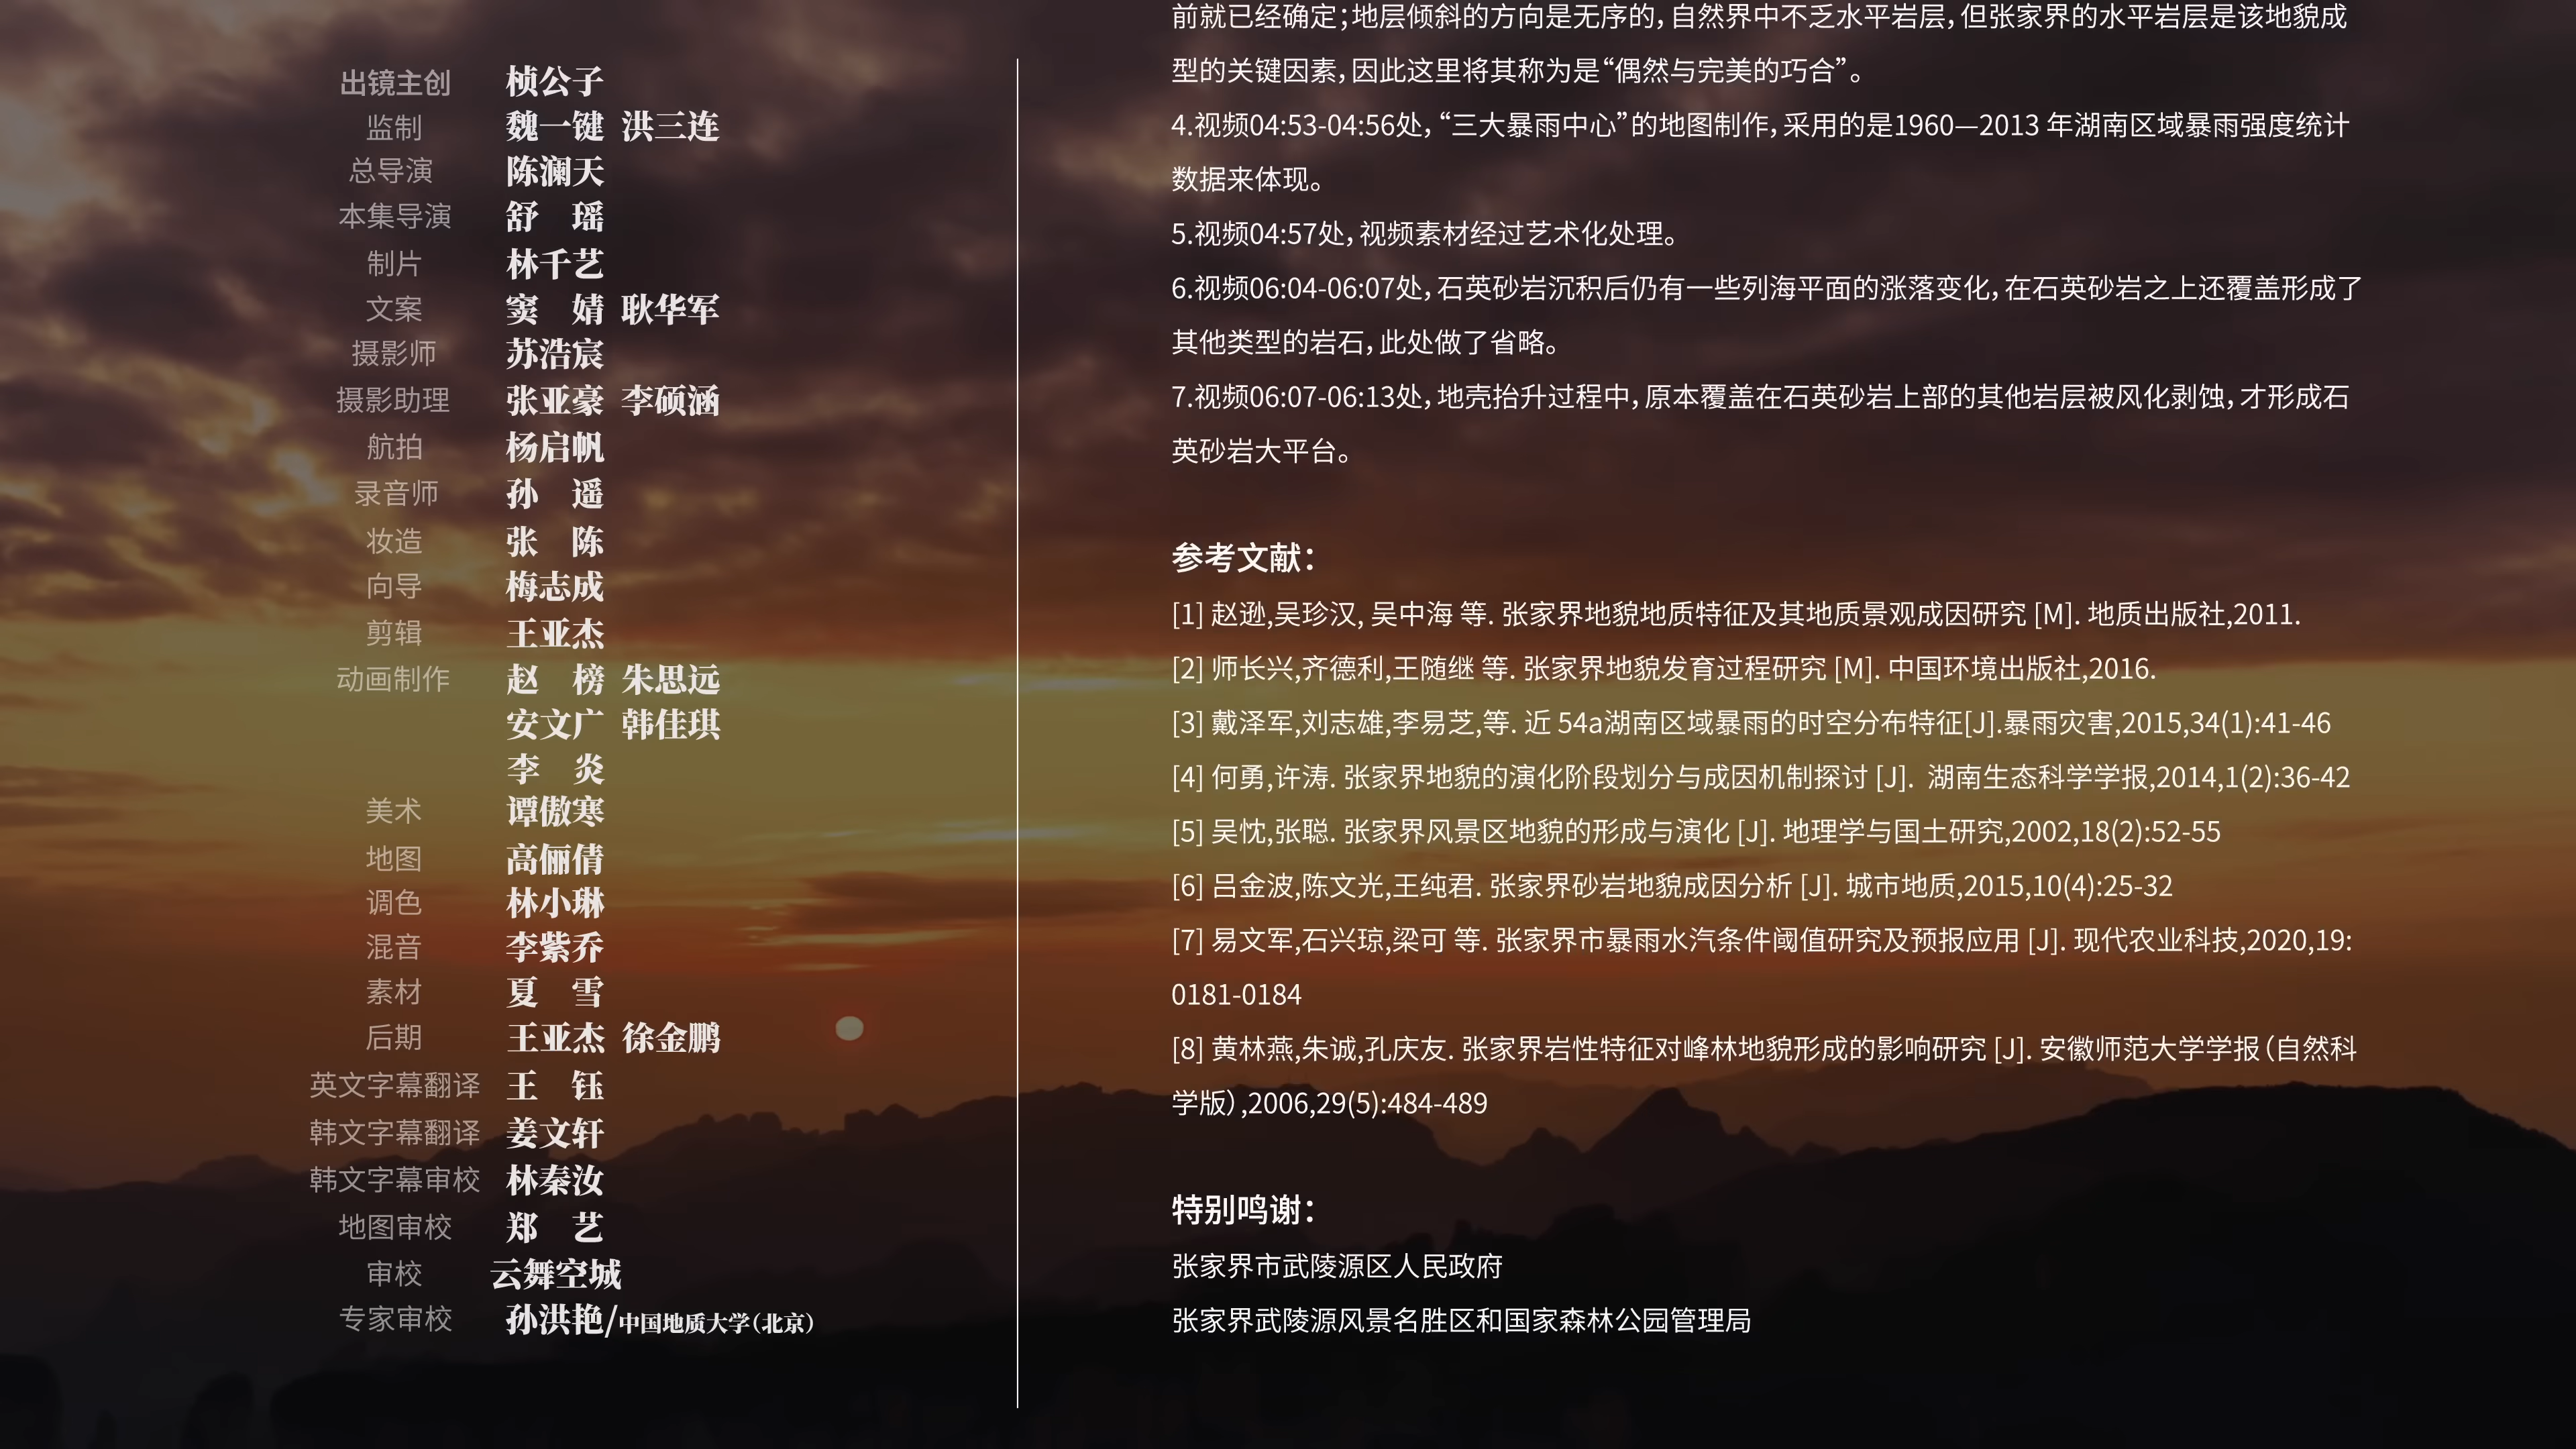 出镜主创 桢公子
监制 魏一键 洪三连
总导演 陈澜天
本集导演 舒 瑶
制片 林千艺
文案 窦 婧 耿华军
摄影师 苏浩宸
摄影助理 张亚豪 李硕涵
航拍 杨启帆
录音师 孙 遥
妆造 张 陈
向导 梅志成
剪辑 王亚杰
动画制作 赵 榜 朱思远
安文广 韩佳琪
李 炎
美术 谭傲寒
地图 高俪倩
调色 林小琳
混音 李紫乔
素材 夏 雪
后期 王亚杰 徐金鹏
英文字幕翻译 王 钰
韩文字幕翻译 姜文轩
韩文字幕审校 林秦汝
地图审校 郑 艺
审校 云舞空城
专家审校 孙洪艳/中国地质大学(北京)
前就已经确定；地层倾斜的方向是无序的，自然界中不乏水平岩层，但张家界的水平岩层是该地貌成
型的关键因素，因此这里将其称为是“偶然与完美的巧合”。
4.视频04:53-04:56处，“三大暴雨中心”的地图制作，采用的是1960—2013 年湖南区域暴雨强度统计
数据来体现。
5.视频04:57处，视频素材经过艺术化处理。
6.视频06:04-06:07处，石英砂岩沉积后仍有一些列海平面的涨落变化，在石英砂岩之上还覆盖形成了
其他类型的岩石，此处做了省略。
7.视频06:07-06:13处，地壳抬升过程中，原本覆盖在石英砂岩上部的其他岩层被风化剥蚀，才形成石
英砂岩大平台。
参考文献：
[1] 赵逊,吴珍汉, 吴中海 等. 张家界地貌地质特征及其地质景观成因研究 [M]. 地质出版社,2011.
[2] 师长兴,齐德利,王随继 等. 张家界地貌发育过程研究 [M]. 中国环境出版社,2016.
[3] 戴泽军,刘志雄,李易芝,等. 近 54a湖南区域暴雨的时空分布特征[J].暴雨灾害,2015,34(1):41-46
[4] 何勇,许涛. 张家界地貌的演化阶段划分与成因机制探讨 [J]. 湖南生态科学学报,2014,1(2):36-42
[5] 吴忱,张聪. 张家界风景区地貌的形成与演化 [J]. 地理学与国土研究,2002,18(2):52-55
[6] 吕金波,陈文光,王纯君. 张家界砂岩地貌成因分析 [J]. 城市地质,2015,10(4):25-32
[7] 易文军,石兴琼,梁可 等. 张家界市暴雨水汽条件阈值研究及预报应用 [J]. 现代农业科技,2020,19:
0181-0184
[8] 黄林燕,朱诚,孔庆友. 张家界岩性特征对峰林地貌形成的影响研究 [J]. 安徽师范大学学报（自然科
学版）,2006,29(5):484-489
特别鸣谢：
张家界市武陵源区人民政府
张家界武陵源风景名胜区和国家森林公园管理局